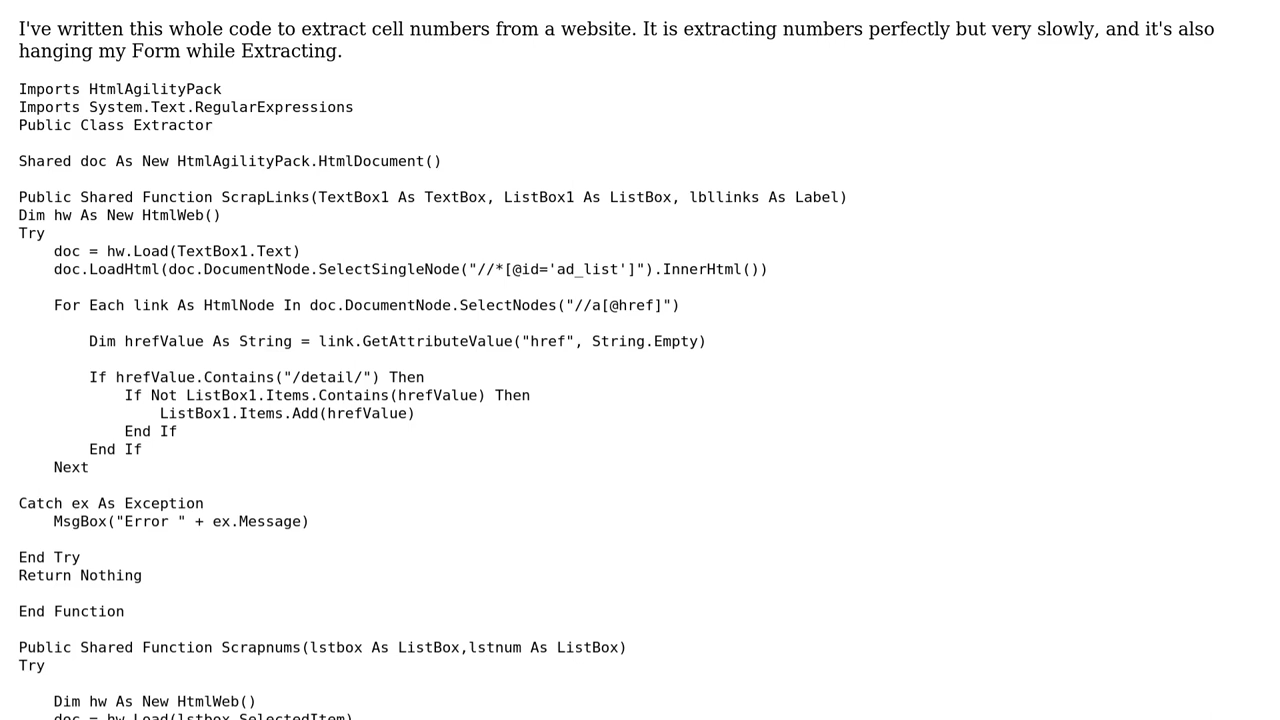 I've written this whole code to extract cell numbers from a website. It is extracting numbers perfectly but very slowly, and it's also
hanging my Form while Extracting.
Imports HtmlAgilityPack
Imports System.Text.RegularExpressions
Public Class Extractor
Shared doc As New HtmlAgilityPack.HtmlDocument()
Public Shared Function ScrapLinks(TextBox1 As TextBox, ListBox1 As ListBox, lbllinks As Label)
Dim hw As New HtmlWeb()
Try
    doc = hw.Load(TextBox1.Text)
    doc.LoadHtml(doc.DocumentNode.SelectSingleNode("//*[@id='ad_list']").InnerHtml())
    For Each link As HtmlNode In doc.DocumentNode.SelectNodes("//a[@href]")
        Dim hrefValue As String = link.GetAttributeValue("href", String.Empty)
        If hrefValue.Contains("/detail/") Then
            If Not ListBox1.Items.Contains(hrefValue) Then
                ListBox1.Items.Add(hrefValue)
            End If
        End If
    Next
Catch ex As Exception
    MsgBox("Error " + ex.Message)
End Try
Return Nothing
End Function
Public Shared Function Scrapnums(lstbox As ListBox,lstnum As ListBox)
Try
    Dim hw As New HtmlWeb()
    doc = hw.Load(lstbox.SelectedItem)